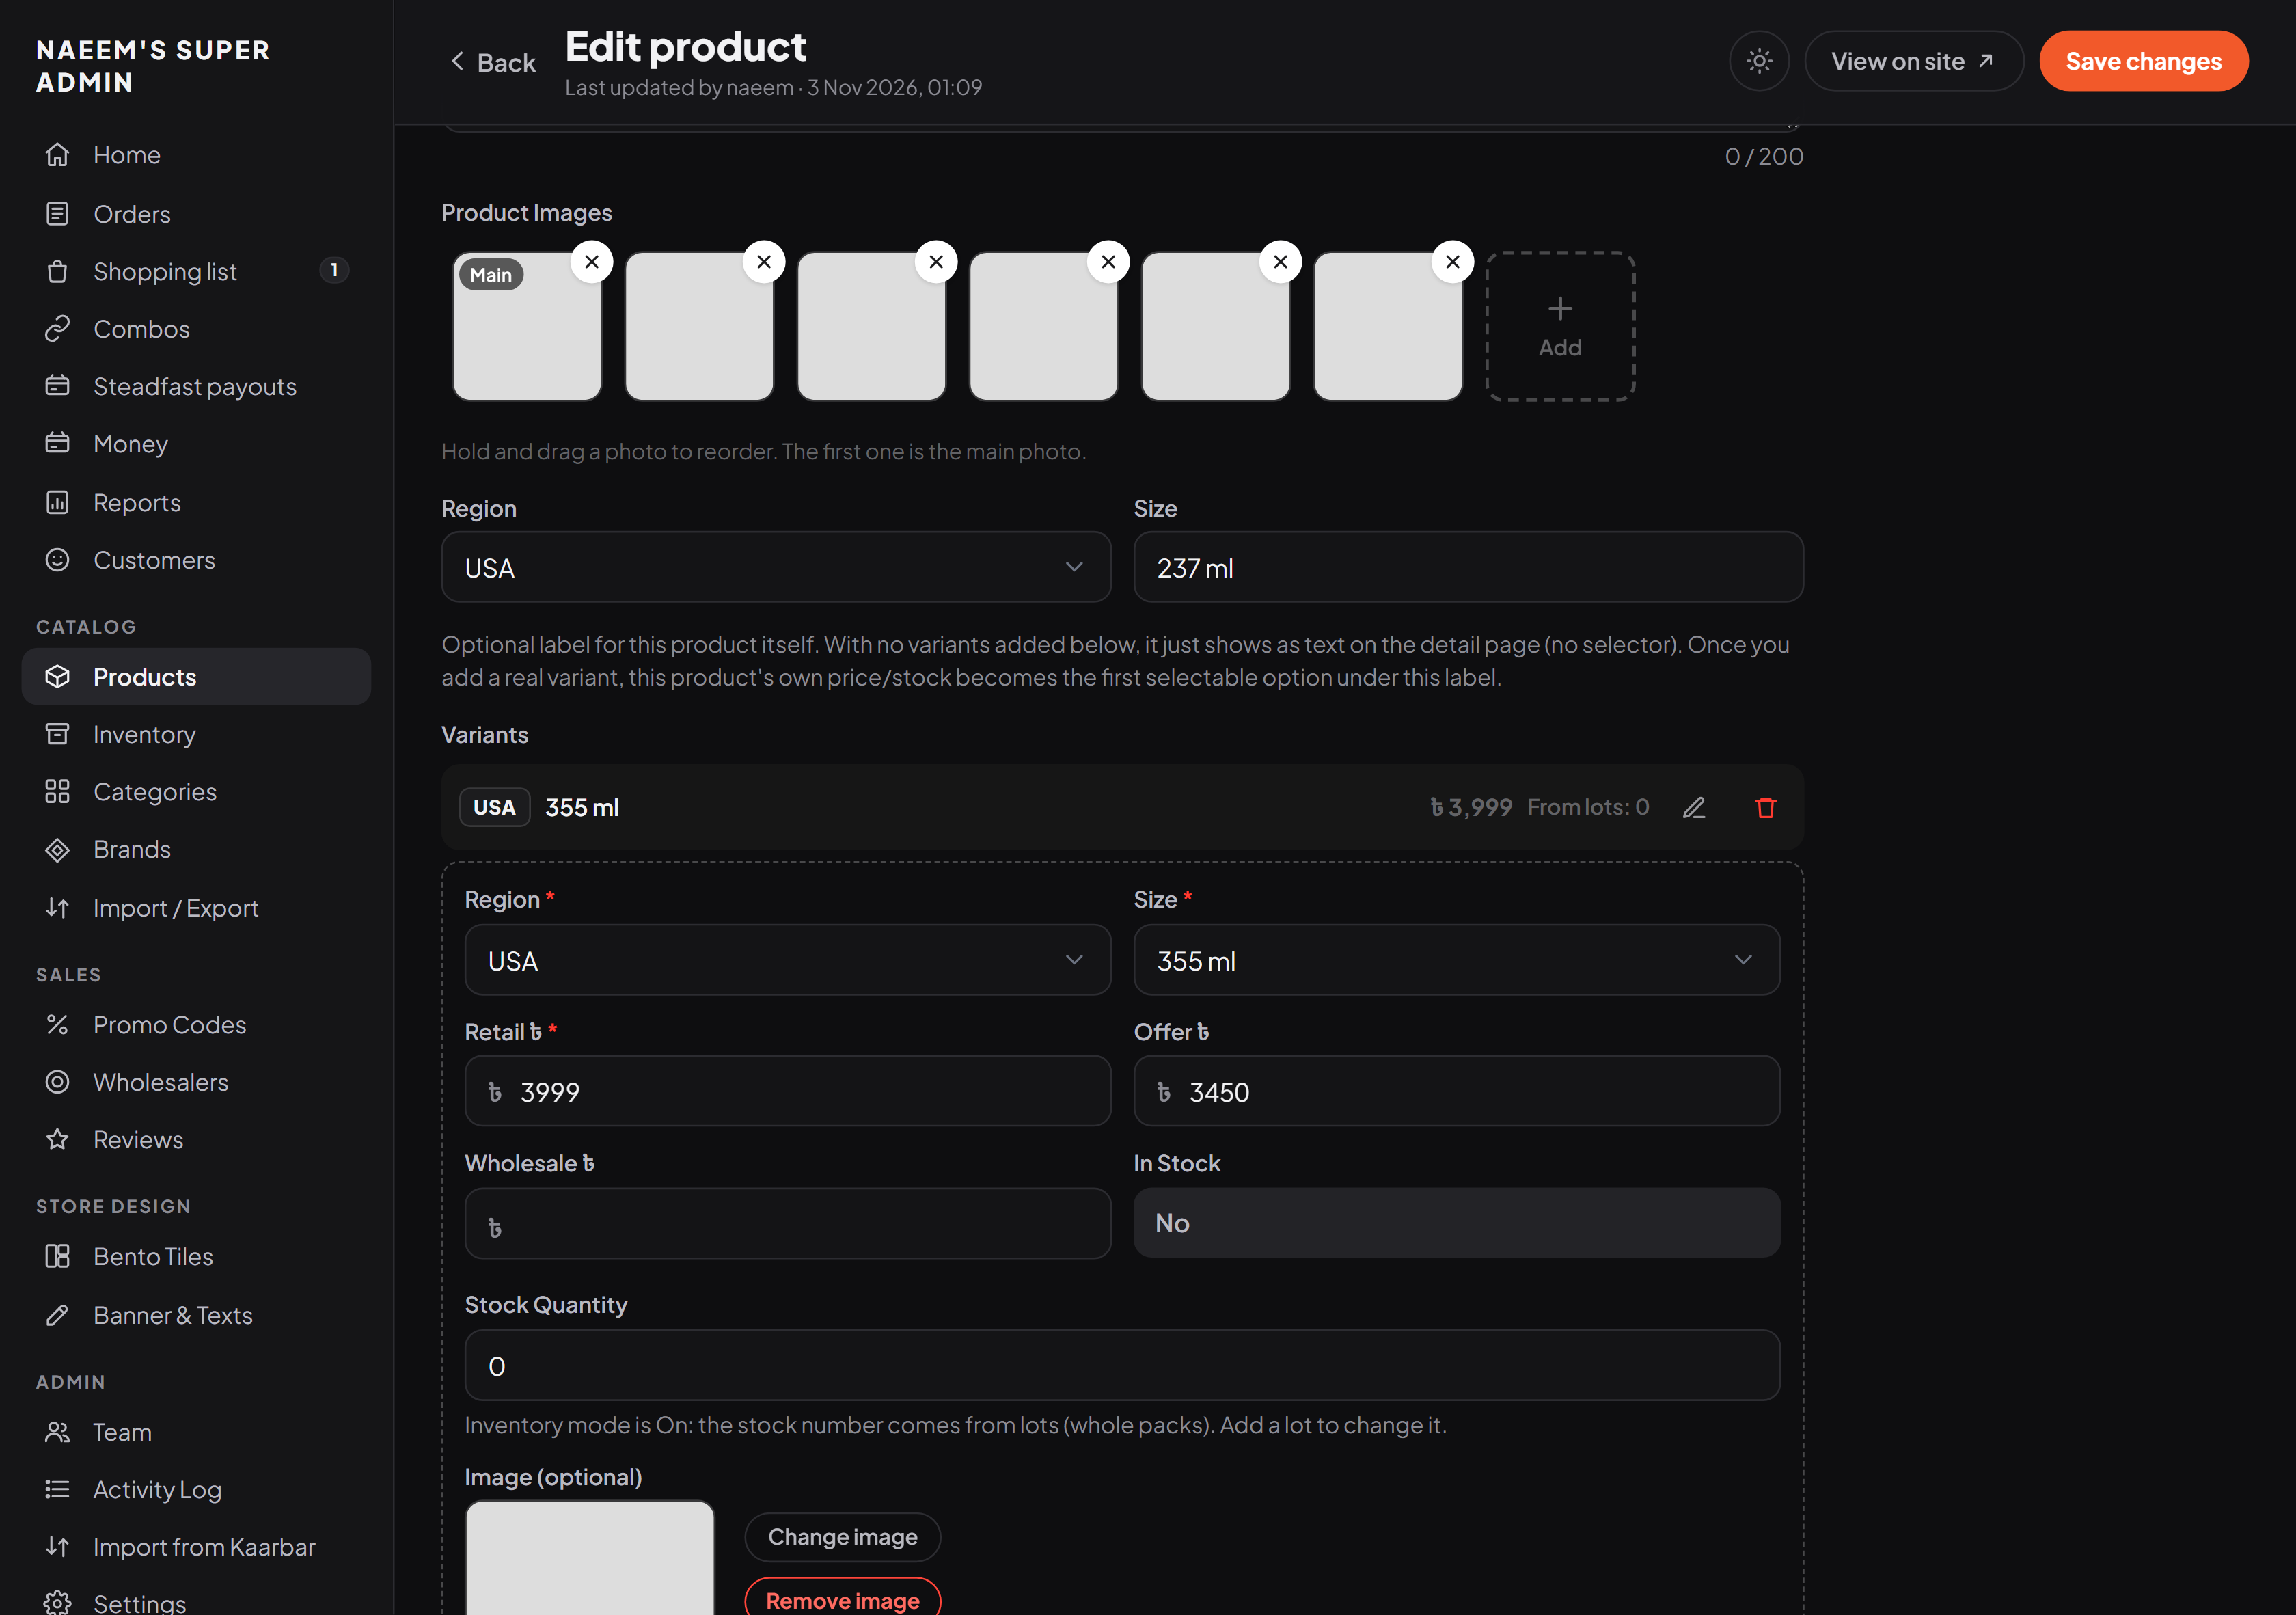 NAEEM'S SUPER
ADMIN
Home
Orders
Shopping list
1
Combos
Steadfast payouts
Money
Reports
Customers
CATALOG
Products
Inventory
Categories
Brands
Import / Export
SALES
Promo Codes
Wholesalers
Reviews
STORE DESIGN
Bento Tiles
Banner & Texts
ADMIN
Team
Activity Log
Import from Kaarbar
Settings
Back
Edit product
Last updated by naeem · 3 Nov 2026, 01:09
View on site
Save changes
0 / 200
Product Images
Main
Add
Hold and drag a photo to reorder. The first one is the main photo.
Region
Size
USA
237 ml
Optional label for this product itself. With no variants added below, it just shows as text on the detail page (no selector). Once you
add a real variant, this product's own price/stock becomes the first selectable option under this label.
Variants
USA 355 ml ৳ 3,999 From lots: 0
Region *
Size *
USA
355 ml
Retail ৳ *
Offer ৳
৳ 3999
৳ 3450
Wholesale ৳
In Stock
৳
No
Stock Quantity
0
Inventory mode is On: the stock number comes from lots (whole packs). Add a lot to change it.
Image (optional)
Change image
Remove image